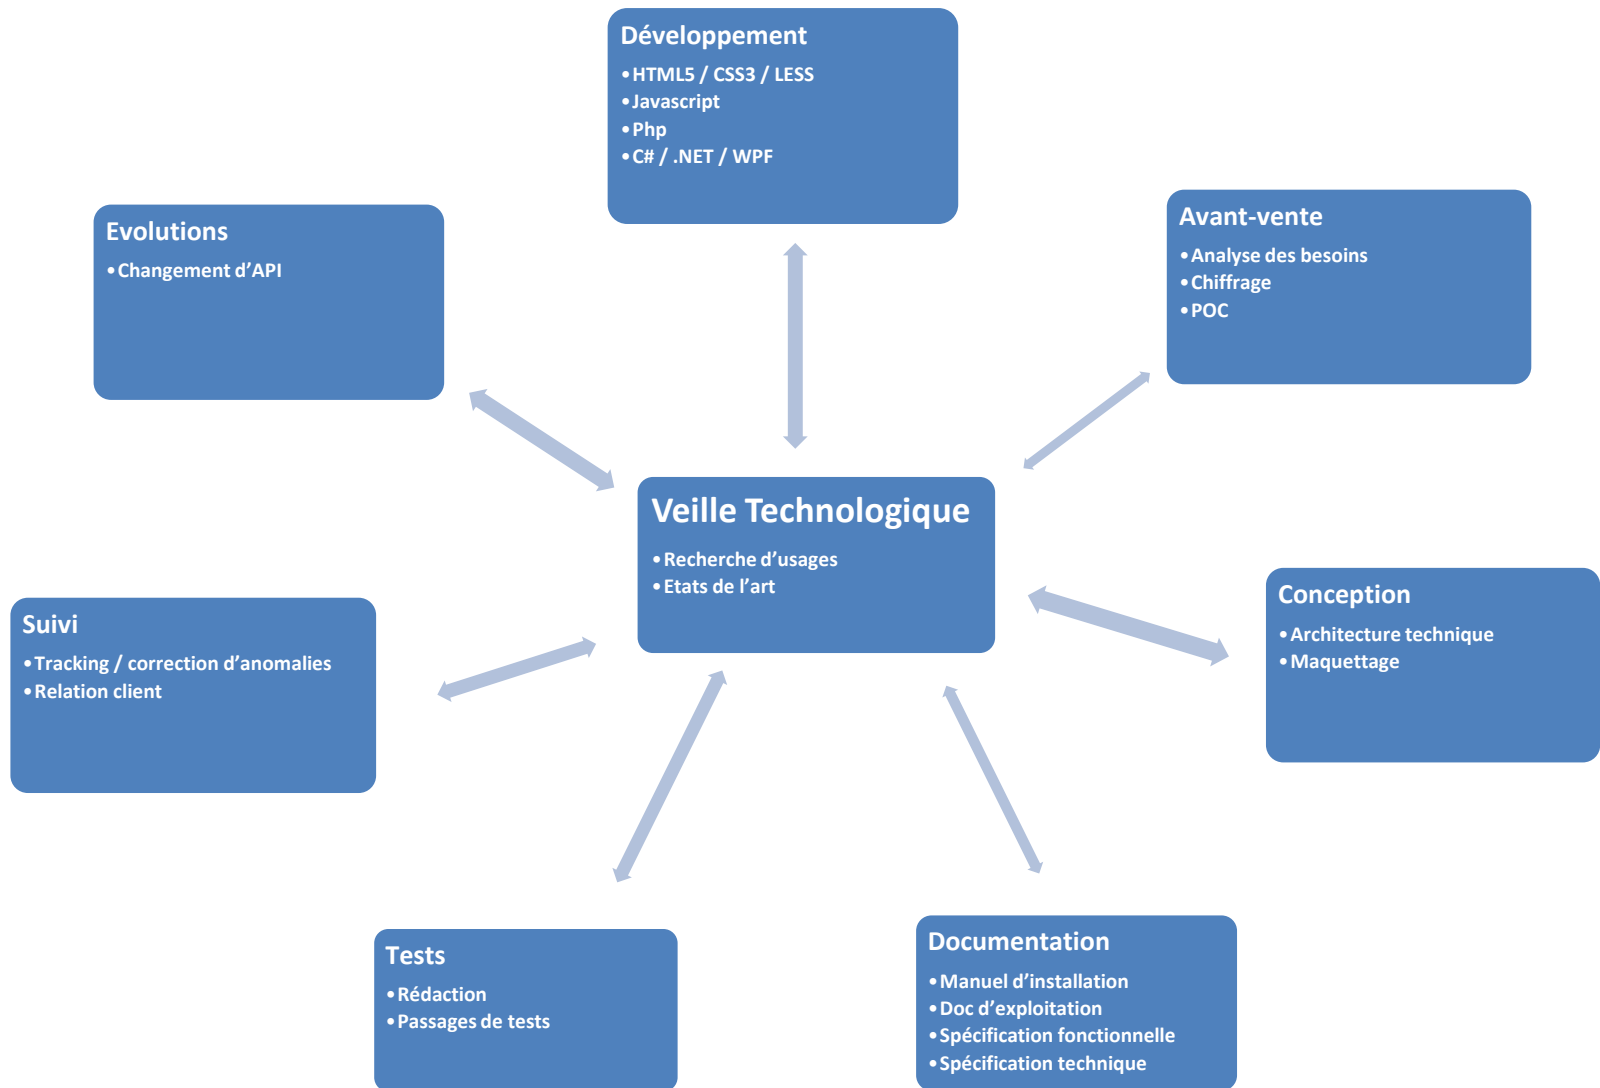 Développement
•HTML5 / CSS3 / LESS
•Javascript
•Php
•C# / .NET / WPF
Avant-vente
•Analyse des besoins
•Chiffrage
•POC
Evolutions
•Changement d’API
Veille Technologique
•Recherche d’usages
•Etats de l’art
Conception
•Architecture technique
•Maquettage
Suivi
•Tracking / correction d’anomalies
•Relation client
Documentation
•Manuel d’installation
•Doc d’exploitation
•Spécification fonctionnelle
•Spécification technique
Tests
•Rédaction
•Passages de tests